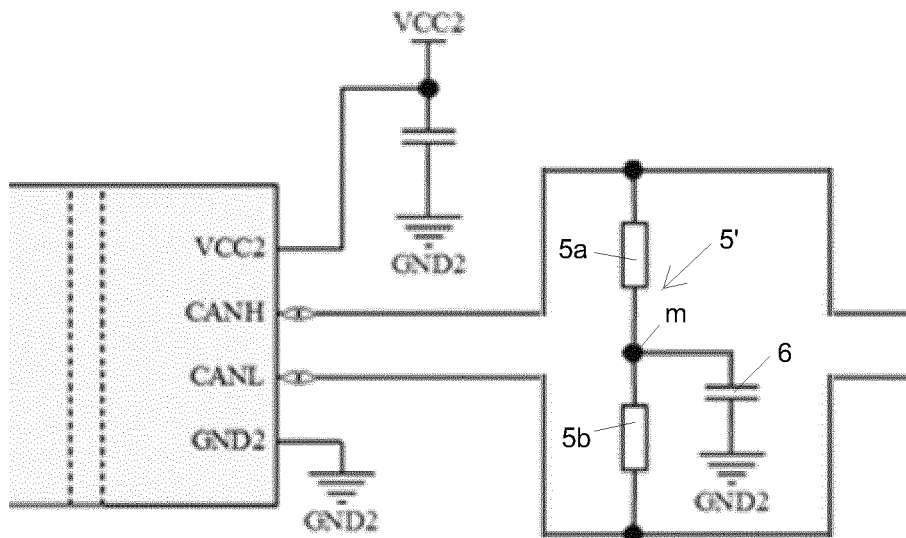 VCC2
VCC2
GND2
CANH
CANL
GND2
GND2
5a
5'
m
6
5b
GND2